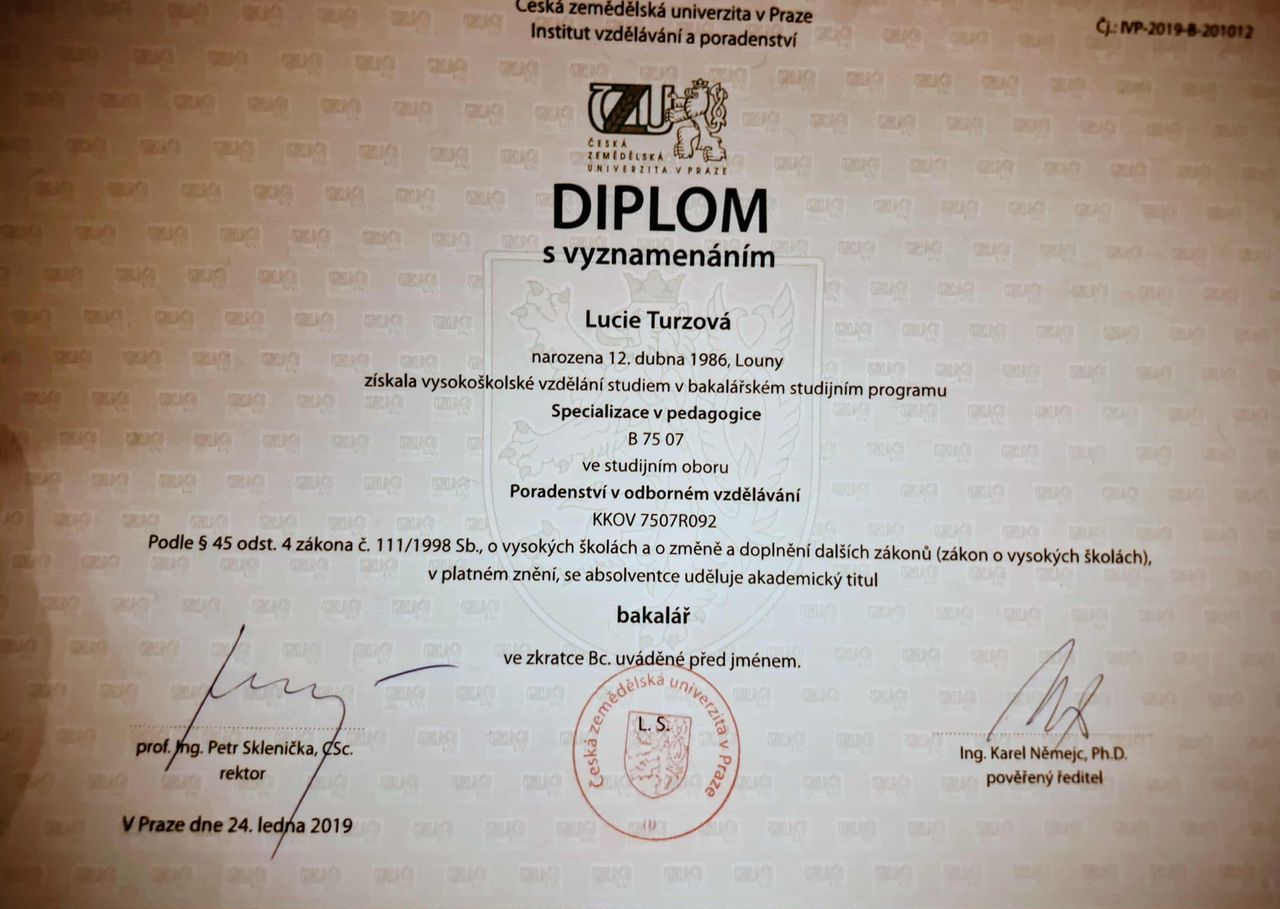 Česká zemědělská univerzita v Praze
Institut vzdělávání a poradenství
Čj.: IVP-2019-B-201012
ČZU
ČESKÁ
ZEMĚDĚLSKÁ
UNIVERZITA V PRAZE
DIPLOM
s vyznamenáním
Lucie Turzová
narozena 12. dubna 1986, Louny
získala vysokoškolské vzdělání studiem v bakalářském studijním programu
Specializace v pedagogice
B 75 07
ve studijním oboru
Poradenství v odborném vzdělávání
KKOV 7507R092
Podle § 45 odst. 4 zákona č. 111/1998 Sb., o vysokých školách a o změně a doplnění dalších zákonů (zákon o vysokých školách),
v platném znění, se absolventce uděluje akademický titul
bakalář
ve zkratce Bc. uváděné před jménem.
prof. Ing. Petr Sklenička, CSc.
rektor
Česká zemědělská univerzita v Praze
L. S.
(1)
Ing. Karel Němejc, Ph.D.
pověřený ředitel
V Praze dne 24. ledna 2019